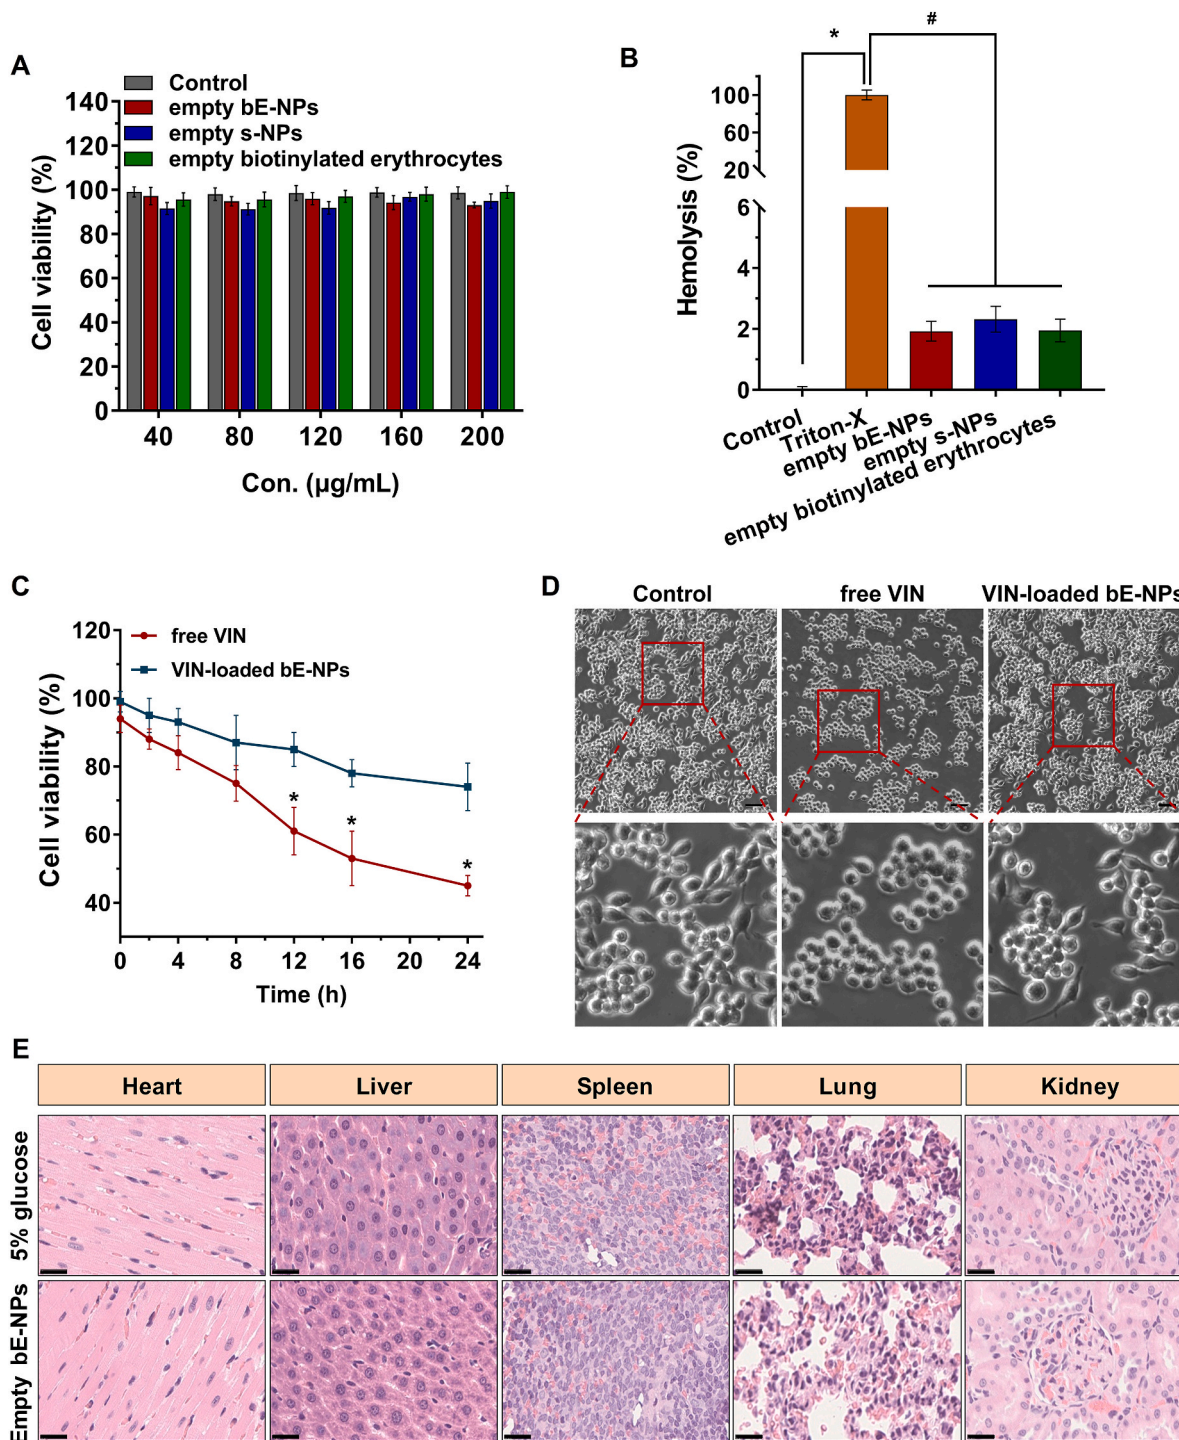 A
Control
empty bE-NPs
empty s-NPs
empty biotinylated erythrocytes
Cell viability (%)
140
120
100
80
60
40
20
0
40 80 120 160 200
Con. (μg/mL)
B
*
#
Hemolysis (%)
100
60
20
6
4
2
0
Control
Triton-X
empty bE-NPs
empty s-NPs
empty biotinylated erythrocytes
C
free VIN
VIN-loaded bE-NPs
Cell viability (%)
120
100
80
60
40
*
*
*
0 4 8 12 16 20 24
Time (h)
D
Control free VIN VIN-loaded bE-NPs
E
Heart Liver Spleen Lung Kidney
5% glucose
Empty bE-NPs